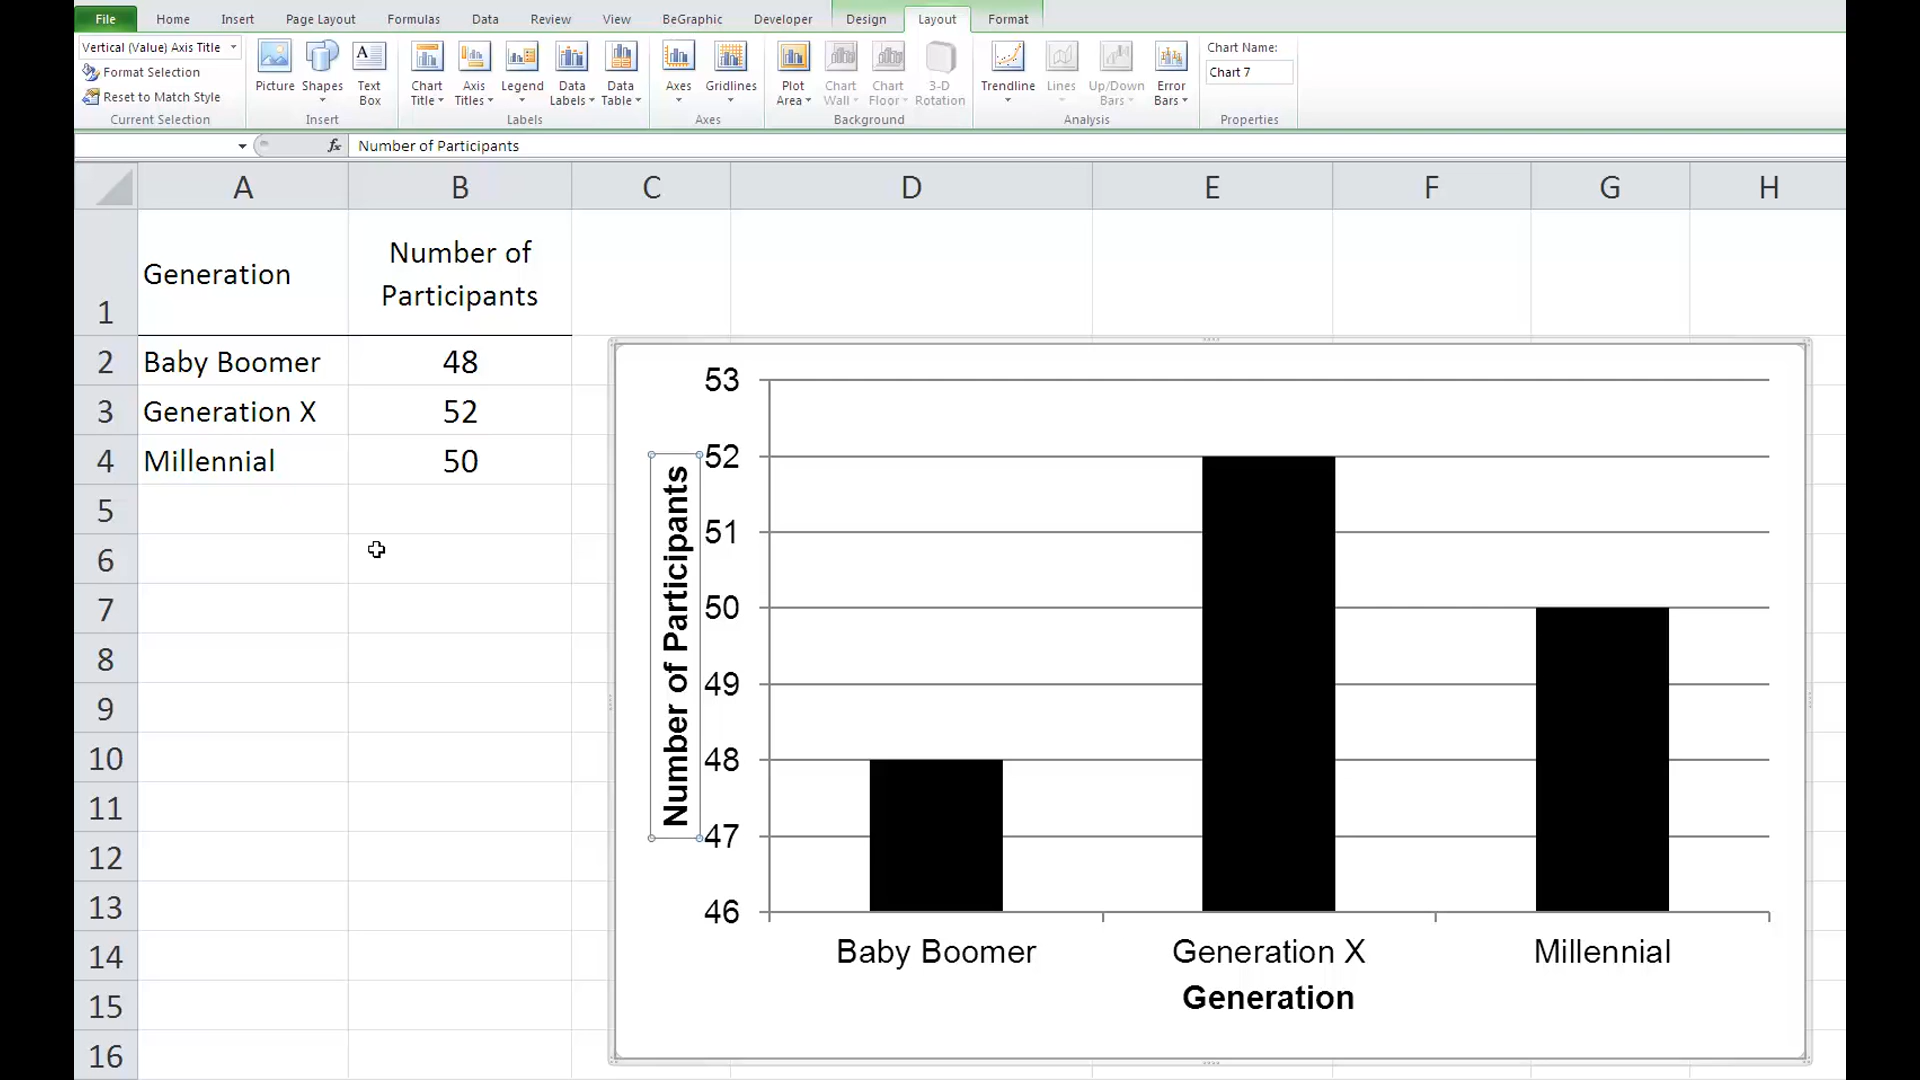 File Home Insert Page Layout Formulas Data Review View BeGraphic Developer Design Layout Format
Vertical (Value) Axis Title
Format Selection
Reset to Match Style
Current Selection
Picture Shapes Text Box
Insert
Chart Title Axis Titles Legend Data Labels Data Table
Labels
Axes Gridlines
Axes
Plot Area Chart Wall Chart Floor 3-D Rotation
Background
Trendline Lines Up/Down Bars Error Bars
Analysis
Chart Name:
Chart 7
Properties
fx Number of Participants
A B C D E F G H
1 Generation Number of
Participants
2 Baby Boomer 48
3 Generation X 52
4 Millennial 50
5
6
7
8
9
10
11
12
13
14
15
16
Number of Participants
53
52
51
50
49
48
47
46
Baby Boomer Generation X Millennial
Generation